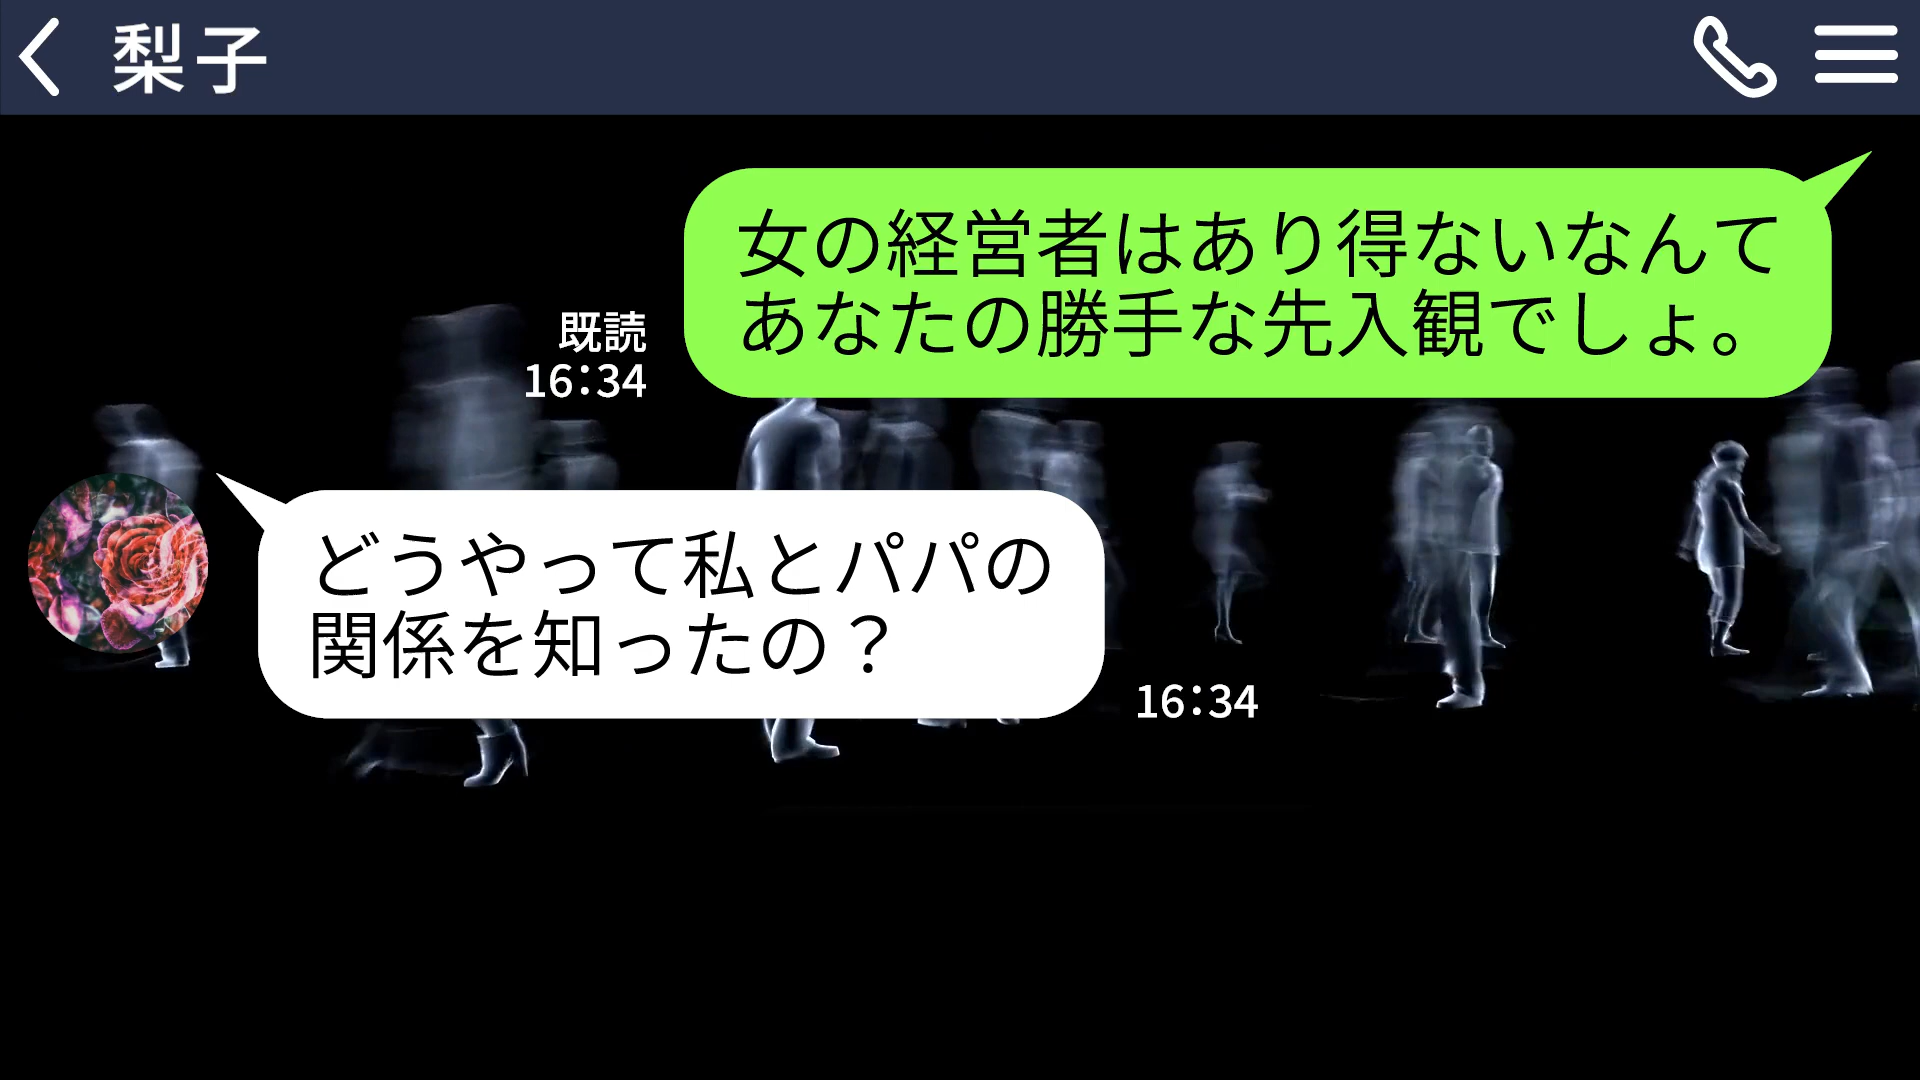 梨子
女の経営者はあり得ないなんて
あなたの勝手な先入観でしょ。
既読
16:34
どうやって私とパパの
関係を知ったの？
16:34